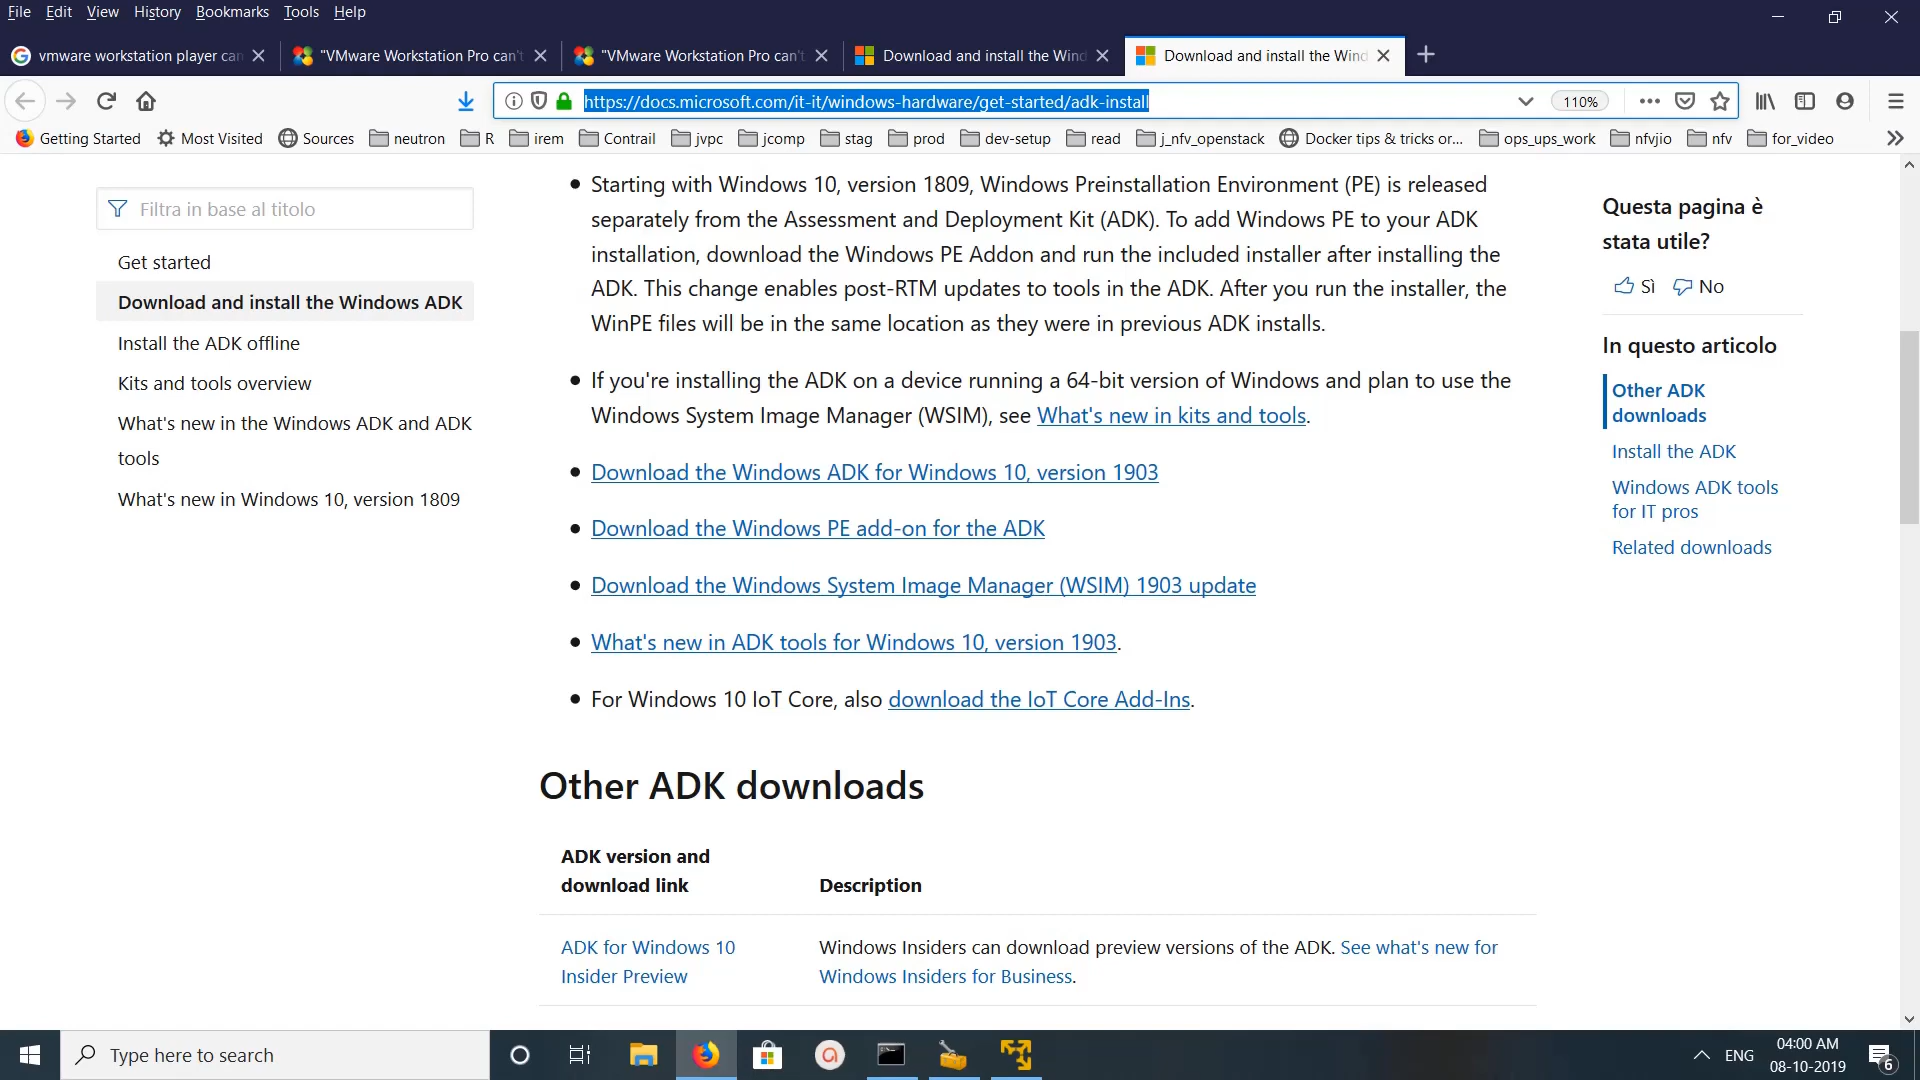 File Edit View History Bookmarks Tools Help
vmware workstation player can
"VMware Workstation Pro can't
"VMware Workstation Pro can't
Download and install the Wind
Download and install the Wind
https://docs.microsoft.com/it-it/windows-hardware/get-started/adk-install
110%
Getting Started Most Visited Sources neutron R irem Contrail jvpc jcomp stag prod dev-setup read j_nfv_openstack Docker tips & tricks or... ops_ups_work nfvjio nfv for_video
Filtra in base al titolo
Get started
Download and install the Windows ADK
Install the ADK offline
Kits and tools overview
What's new in the Windows ADK and ADK
tools
What's new in Windows 10, version 1809
Starting with Windows 10, version 1809, Windows Preinstallation Environment (PE) is released
separately from the Assessment and Deployment Kit (ADK). To add Windows PE to your ADK
installation, download the Windows PE Addon and run the included installer after installing the
ADK. This change enables post-RTM updates to tools in the ADK. After you run the installer, the
WinPE files will be in the same location as they were in previous ADK installs.
If you're installing the ADK on a device running a 64-bit version of Windows and plan to use the
Windows System Image Manager (WSIM), see What's new in kits and tools.
Download the Windows ADK for Windows 10, version 1903
Download the Windows PE add-on for the ADK
Download the Windows System Image Manager (WSIM) 1903 update
What's new in ADK tools for Windows 10, version 1903.
For Windows 10 IoT Core, also download the IoT Core Add-Ins.
Other ADK downloads
ADK version and
download link
Description
ADK for Windows 10
Insider Preview
Windows Insiders can download preview versions of the ADK. See what's new for
Windows Insiders for Business.
Questa pagina è
stata utile?
Sì No
In questo articolo
Other ADK
downloads
Install the ADK
Windows ADK tools
for IT pros
Related downloads
Type here to search
ENG
04:00 AM
08-10-2019
6